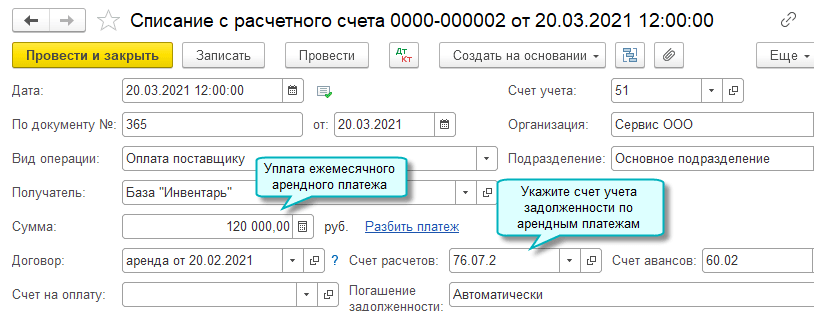 Списание с расчетного счета 0000-000002 от 20.03.2021 12:00:00
Провести и закрыть Записать Провести Дт Кт Создать на основании Еще
Дата: 20.03.2021 12:00:00 Счет учета: 51
По документу №: 365 от: 20.03.2021 Организация: Сервис ООО
Вид операции: Оплата поставщику Подразделение: Основное подразделение
Уплата ежемесячного
арендного платежа
Получатель: База "Инвентарь"
Укажите счет учета
задолженности по
арендным платежам
Сумма: 120 000,00 руб. Разбить платеж
Договор: аренда от 20.02.2021 ? Счет расчетов: 76.07.2 Счет авансов: 60.02
Счет на оплату: Погашение
задолженности: Автоматически